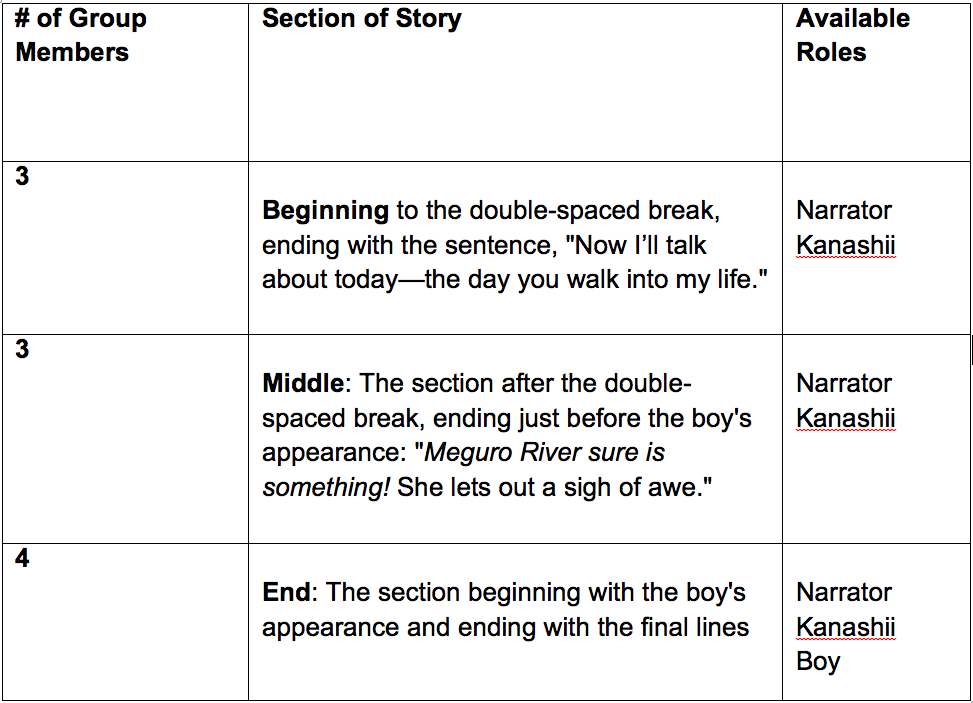 # of Group
Members
Section of Story
Available
Roles
3
Beginning to the double-spaced break,
ending with the sentence, "Now I’ll talk
about today—the day you walk into my life."
Narrator
Kanashii
3
Middle: The section after the double-
spaced break, ending just before the boy's
appearance: "Meguro River sure is
something! She lets out a sigh of awe."
Narrator
Kanashii
4
End: The section beginning with the boy's
appearance and ending with the final lines
Narrator
Kanashii
Boy